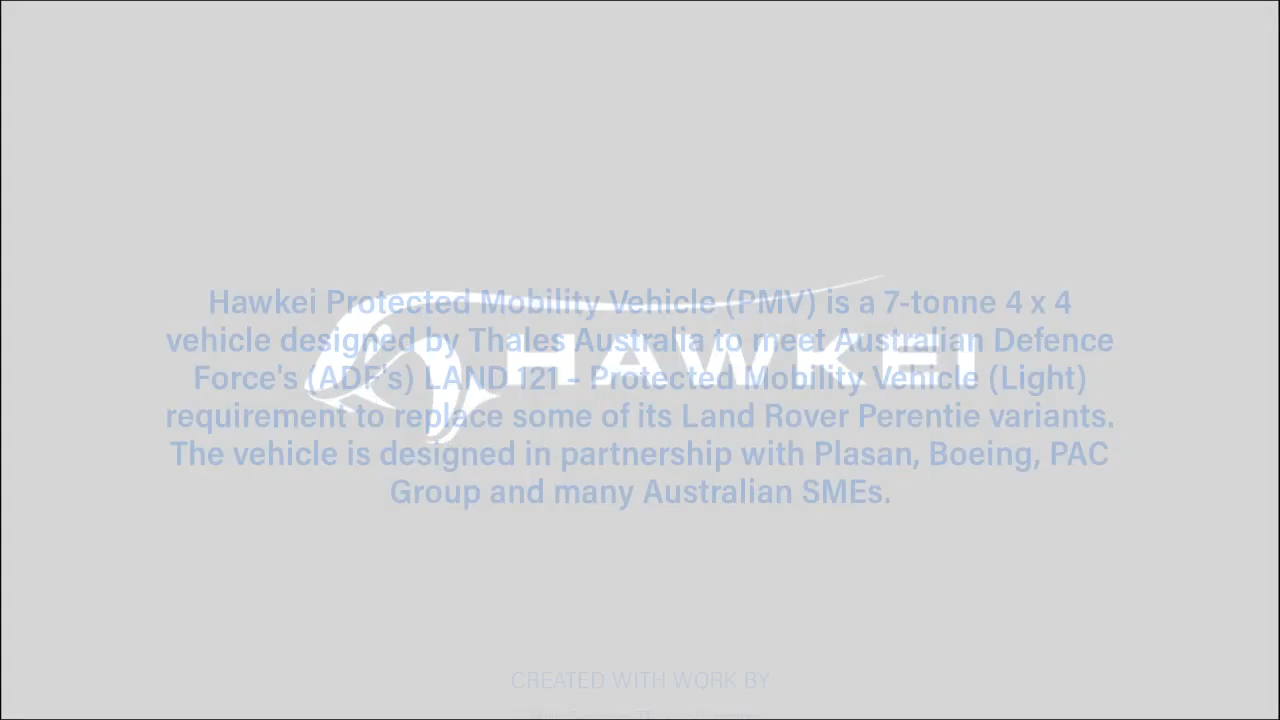 Hawkei Protected Mobility Vehicle (PMV) is a 7-tonne 4 x 4
vehicle designed by Thales Australia to meet Australian Defence
HAWKEI
Force's (ADF's) LAND 121 - Protected Mobility Vehicle (Light)
requirement to replace some of its Land Rover Perentie variants.
The vehicle is designed in partnership with Plasan, Boeing, PAC
Group and many Australian SMEs.
CREATED WITH WORK BY